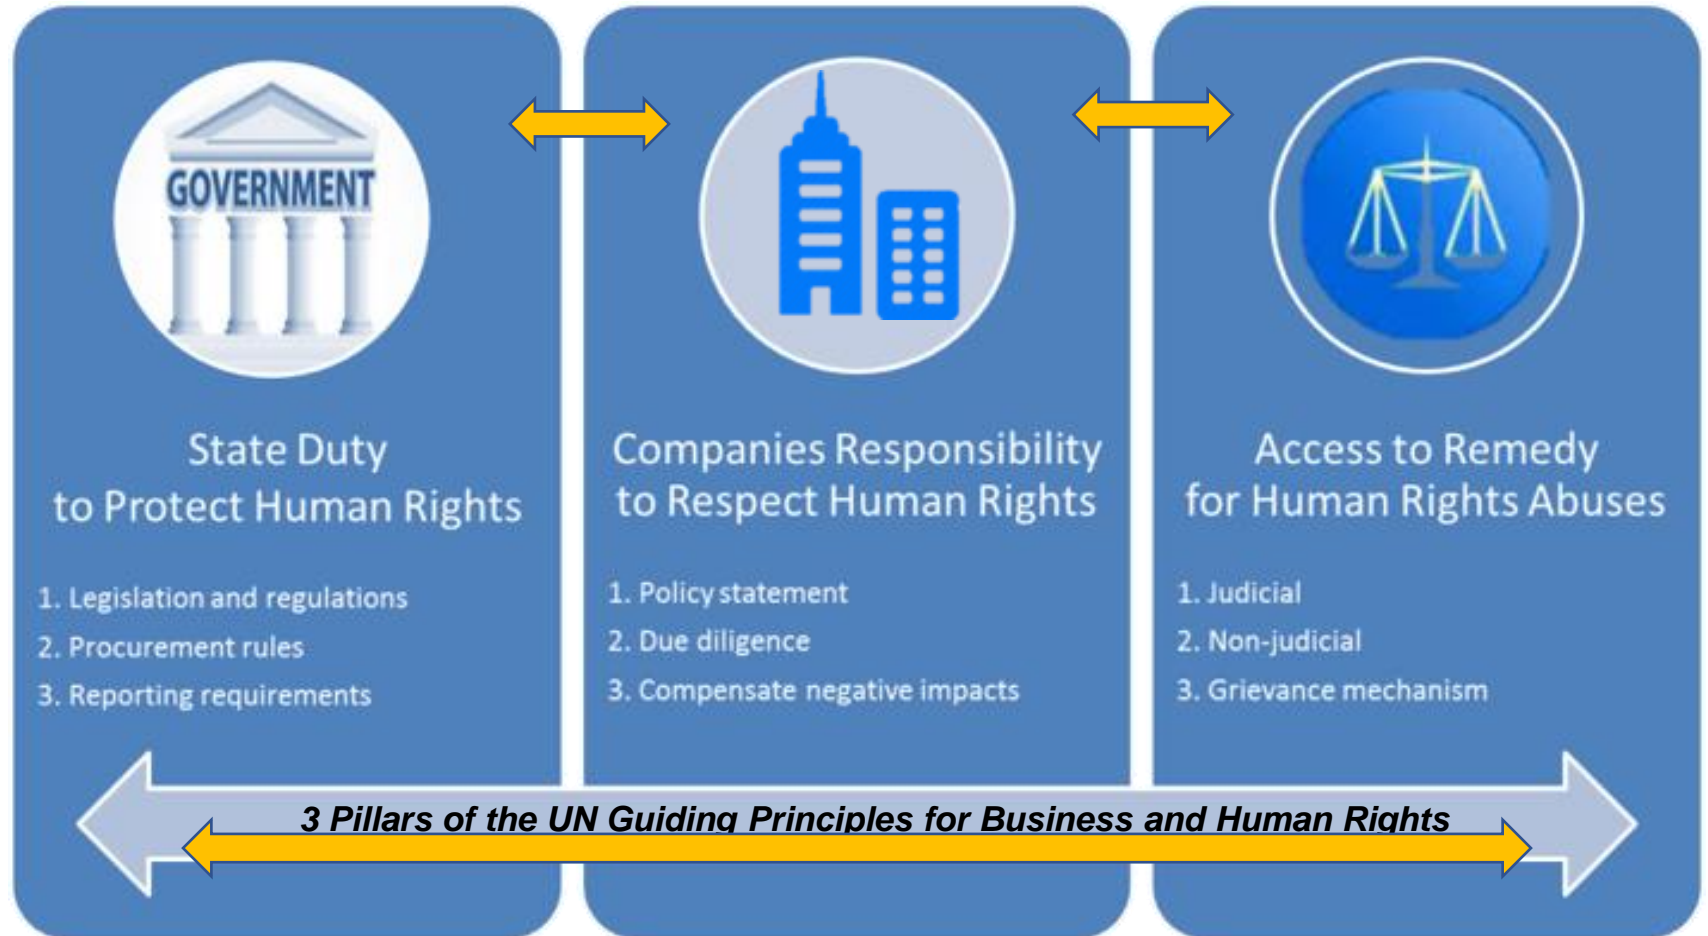 GOVERNMENT
State Duty
to Protect Human Rights
1. Legislation and regulations
2. Procurement rules
3. Reporting requirements
Companies Responsibility
to Respect Human Rights
1. Policy statement
2. Due diligence
3. Compensate negative impacts
Access to Remedy
for Human Rights Abuses
1. Judicial
2. Non-judicial
3. Grievance mechanism
3 Pillars of the UN Guiding Principles for Business and Human Rights